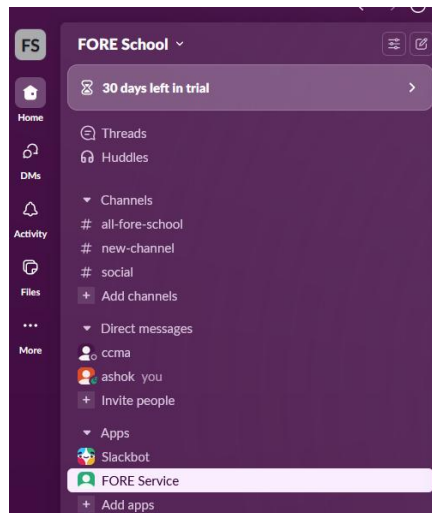 FS
FORE School
30 days left in trial
Home
Threads
Huddles
DMs
Channels
# all-fore-school
Activity
# new-channel
# social
Files
+ Add channels
Direct messages
More
ccma
ashok you
+ Invite people
Apps
Slackbot
FORE Service
+ Add apps